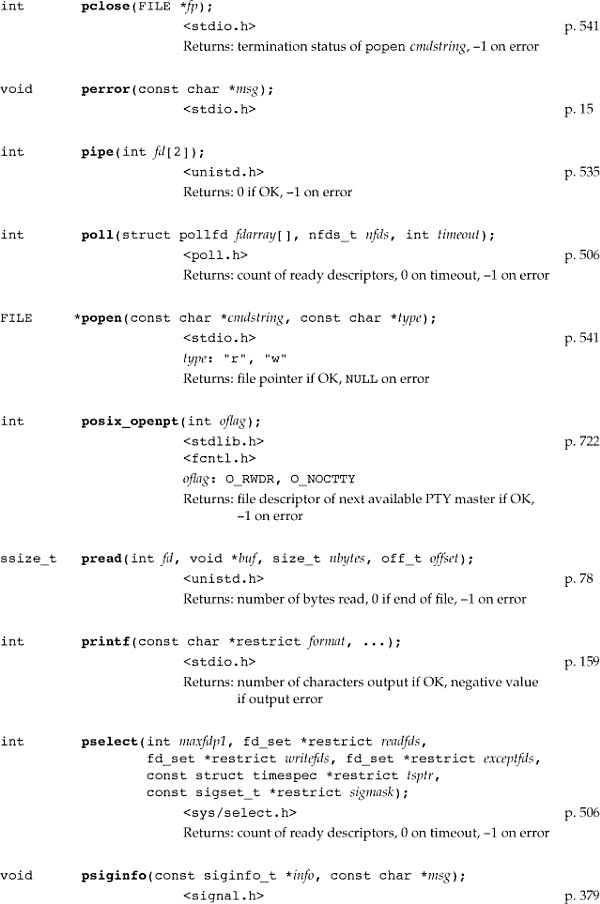 int pclose(FILE *fp);
<stdio.h> p. 541
Returns: termination status of popen cmdstring, –1 on error
void perror(const char *msg);
<stdio.h> p. 15
int pipe(int fd[2]);
<unistd.h> p. 535
Returns: 0 if OK, –1 on error
int poll(struct pollfd fdarray[], nfds_t nfds, int timeout);
<poll.h> p. 506
Returns: count of ready descriptors, 0 on timeout, –1 on error
FILE *popen(const char *cmdstring, const char *type);
<stdio.h> p. 541
type: "r", "w"
Returns: file pointer if OK, NULL on error
int posix_openpt(int oflag);
<stdlib.h> p. 722
<fcntl.h>
oflag: O_RWDR, O_NOCTTY
Returns: file descriptor of next available PTY master if OK,
–1 on error
ssize_t pread(int fd, void *buf, size_t nbytes, off_t offset);
<unistd.h> p. 78
Returns: number of bytes read, 0 if end of file, –1 on error
int printf(const char *restrict format, ...);
<stdio.h> p. 159
Returns: number of characters output if OK, negative value
if output error
int pselect(int maxfdp1, fd_set *restrict readfds,
fd_set *restrict writefds, fd_set *restrict exceptfds,
const struct timespec *restrict tsptr,
const sigset_t *restrict sigmask);
<sys/select.h> p. 506
Returns: count of ready descriptors, 0 on timeout, –1 on error
void psiginfo(const siginfo_t *info, const char *msg);
<signal.h> p. 379